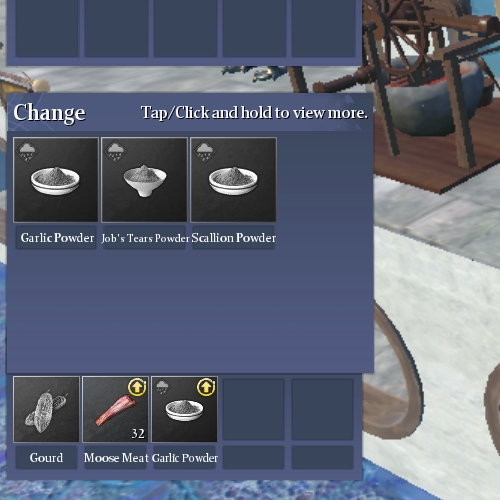 Change
Tap/Click and hold to view more.
Garlic Powder
Job's Tears Powder
Scallion Powder
32
Gourd
Moose Meat
Garlic Powder